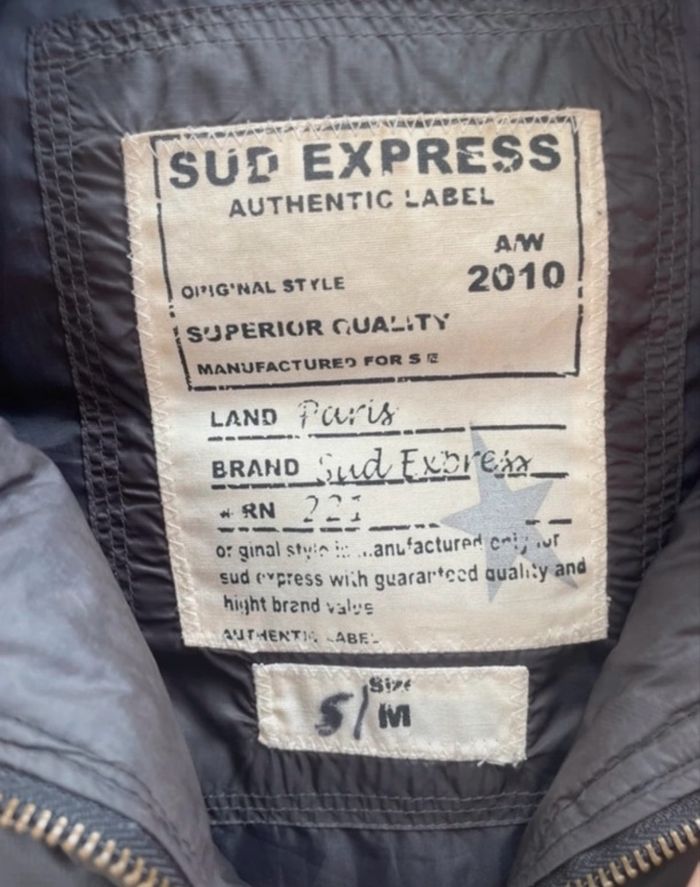 SUD EXPRESS
AUTHENTIC LABEL
A/W
2010
ORIGINAL STYLE
SUPERIOR QUALITY
MANUFACTURED FOR S E
LAND Paris
BRAND Sud Express
* RN 221
original style is manufactured only for
sud express with guaranteed quality and
hight brand value
AUTHENTIC LABEL
Size
S/M